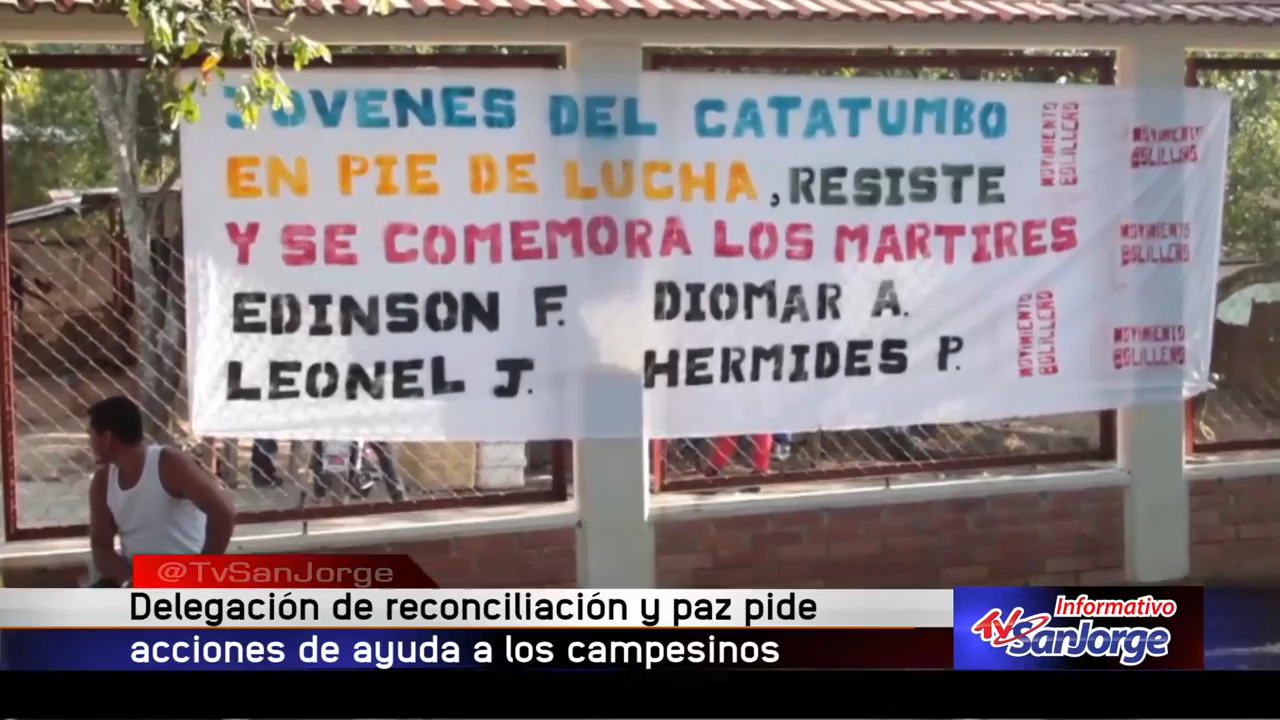 JOVENES DEL CATATUMBO
EN PIE DE LUCHA, RESISTE
Y SE COMEMORA LOS MARTIRES
EDINSON F. DIOMAR A.
LEONEL J. HERMIDES P.
MOVIMIENTO
BOLILLERO
MOVIMIENTO
BOLILLERO
MOVIMIENTO
BOLILLERO
MOVIMIENTO
BOLILLERO
MOVIMIENTO
BOLILLERO
@TvSanJorge
Delegación de reconciliación y paz pide
acciones de ayuda a los campesinos
Informativo
TvSanJorge